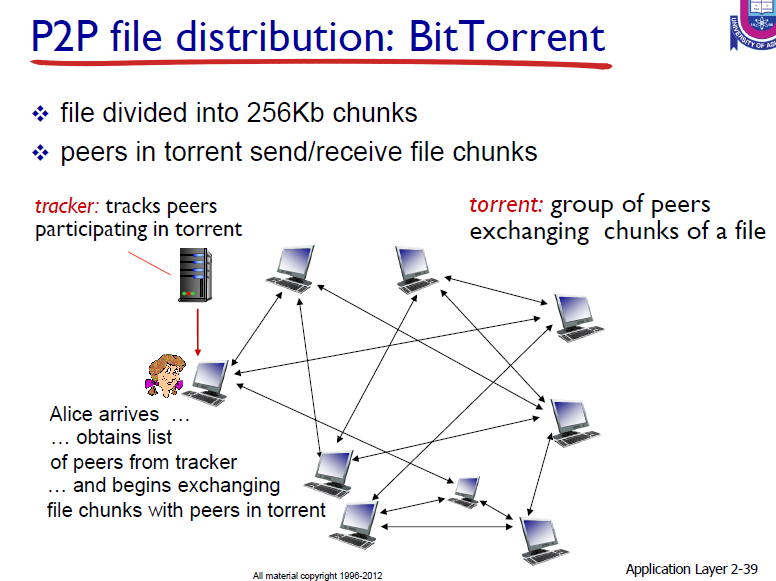 P2P file distribution: BitTorrent
file divided into 256Kb chunks
peers in torrent send/receive file chunks
tracker: tracks peers
participating in torrent
torrent: group of peers
exchanging chunks of a file
Alice arrives …
… obtains list
of peers from tracker
… and begins exchanging
file chunks with peers in torrent
All material copyright 1996-2012
Application Layer 2-39